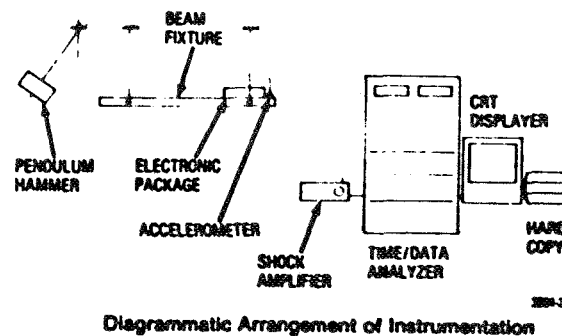 BEAM
FIXTURE
CRT
DISPLAYER
PENDULUM
HAMMER
ELECTRONIC
PACKAGE
ACCELEROMETER
SHOCK
AMPLIFIER
TIME/DATA
ANALYZER
HARD
COPY
Diagrammatic Arrangement of Instrumentation